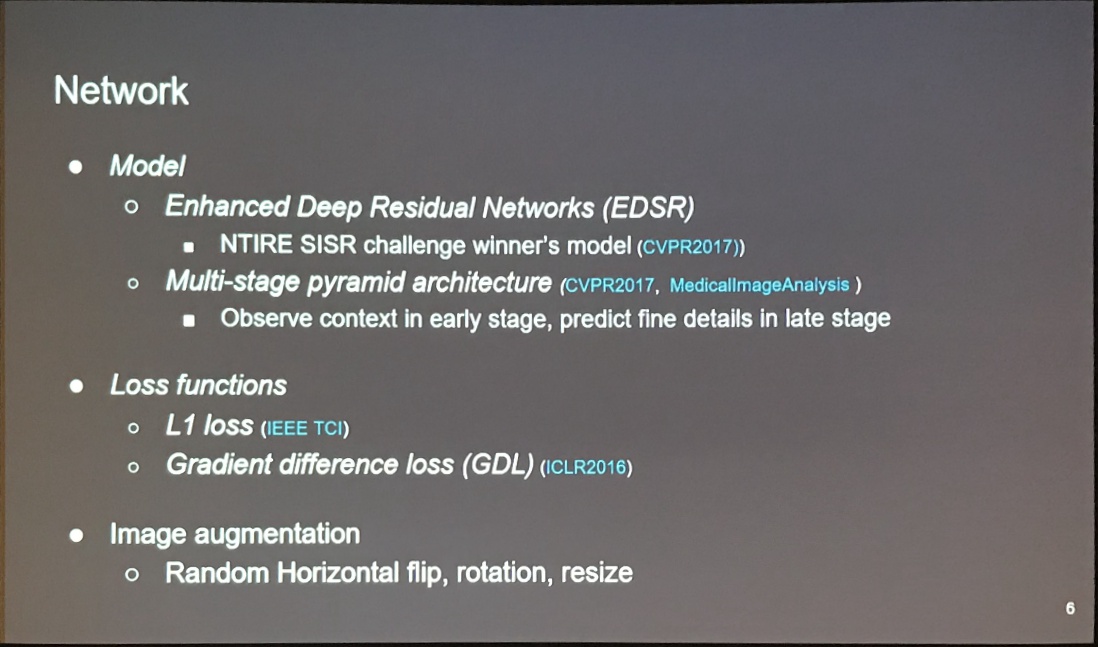 Network
● Model
○ Enhanced Deep Residual Networks (EDSR)
■ NTIRE SISR challenge winner's model (CVPR2017))
○ Multi-stage pyramid architecture (CVPR2017, MedicalImageAnalysis )
■ Observe context in early stage, predict fine details in late stage
● Loss functions
○ L1 loss (IEEE TCI)
○ Gradient difference loss (GDL) (ICLR2016)
● Image augmentation
○ Random Horizontal flip, rotation, resize
6